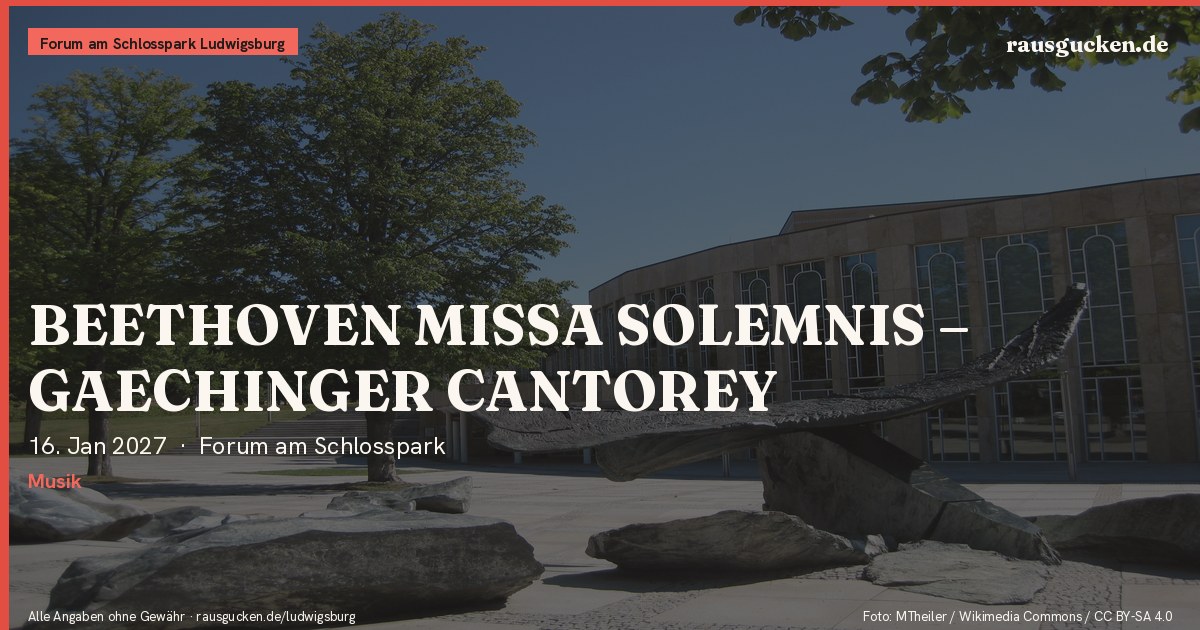 Forum am Schlosspark Ludwigsburg
rausgucken.de
BEETHOVEN MISSA SOLEMNIS –
GAECHINGER CANTOREY
16. Jan 2027 · Forum am Schlosspark
Musik
Alle Angaben ohne Gewähr · rausgucken.de/ludwigsburg
Foto: MTheiler / Wikimedia Commons / CC BY-SA 4.0